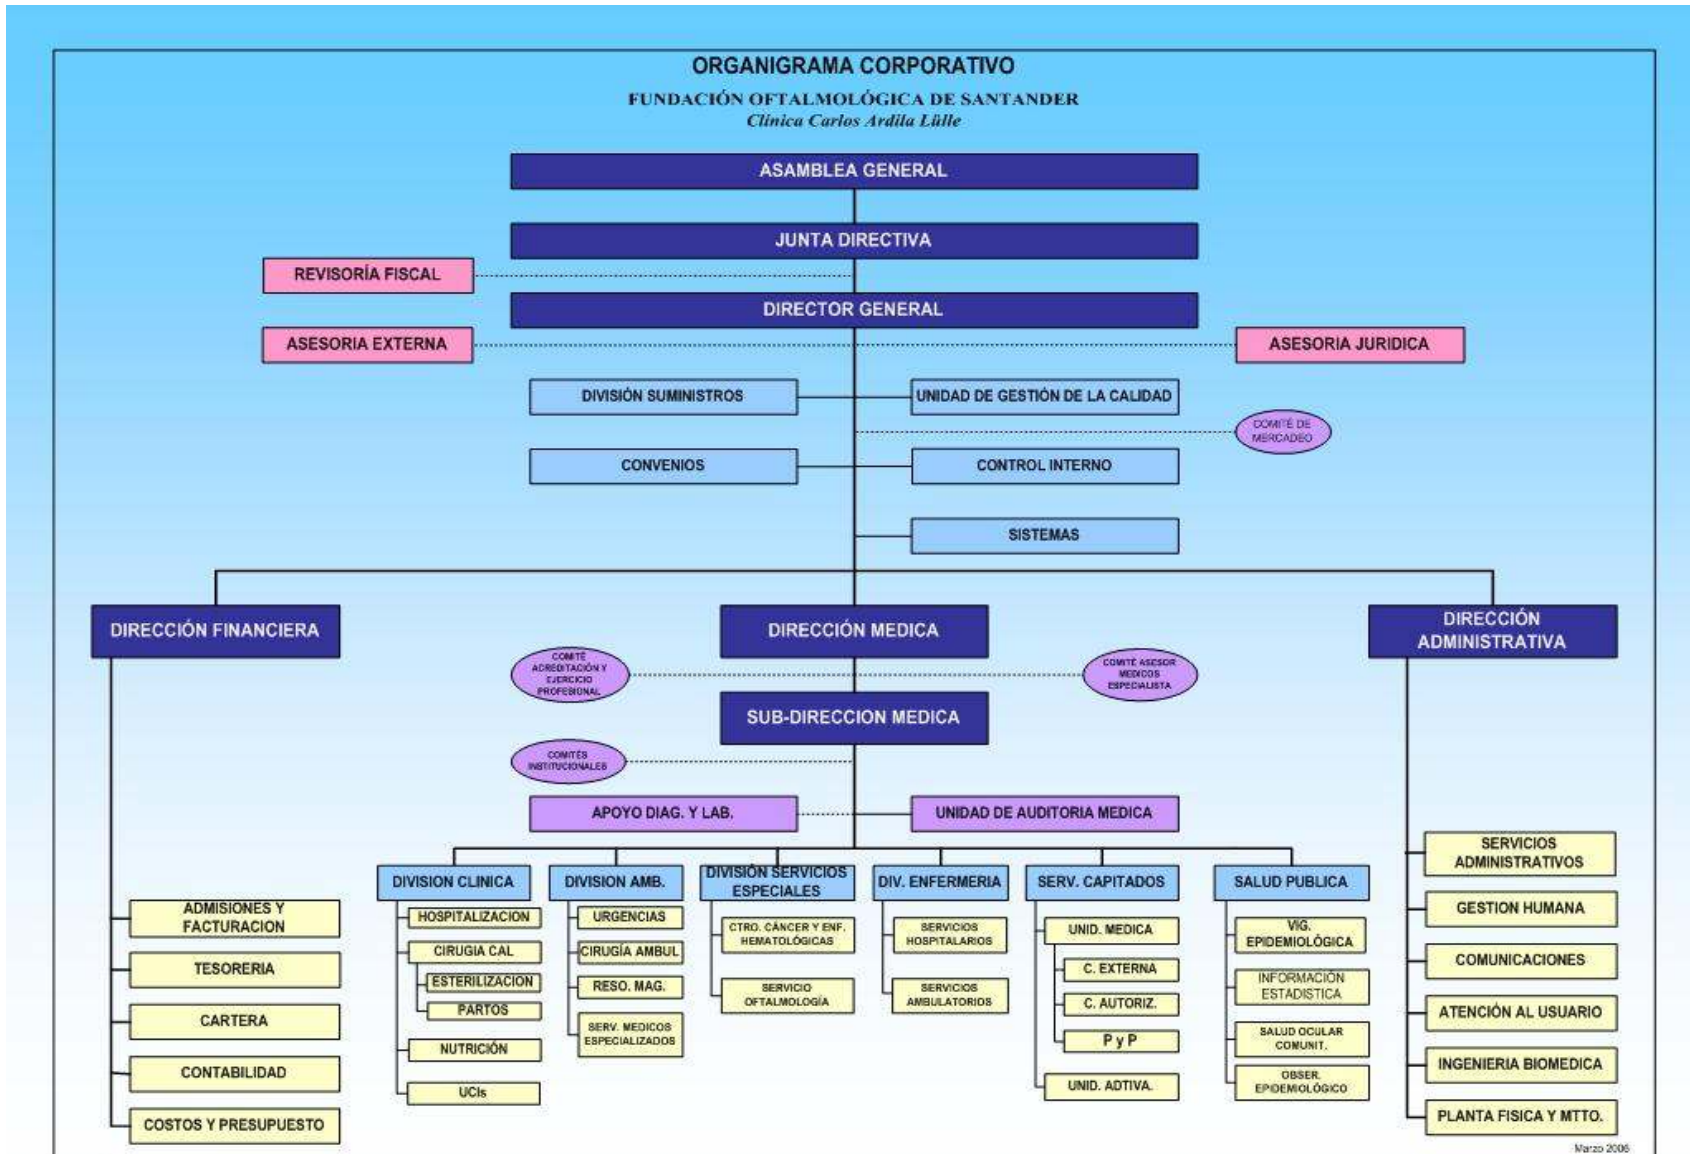 ORGANIGRAMA CORPORATIVO
FUNDACIÓN OFTALMOLÓGICA DE SANTANDER
Clínica Carlos Ardila Lülle
ASAMBLEA GENERAL
JUNTA DIRECTIVA
REVISORÍA FISCAL
DIRECTOR GENERAL
ASESORIA EXTERNA
ASESORIA JURIDICA
DIVISIÓN SUMINISTROS
UNIDAD DE GESTIÓN DE LA CALIDAD
COMITÉ DE
MERCADEO
CONVENIOS
CONTROL INTERNO
SISTEMAS
DIRECCIÓN FINANCIERA
DIRECCIÓN MEDICA
DIRECCIÓN
ADMINISTRATIVA
COMITÉ
ACREDITACIÓN Y
EJERCICIO
PROFESIONAL
COMITÉ ASESOR
MEDICOS
ESPECIALISTA
SUB-DIRECCION MEDICA
COMITÉS
INSTITUCIONALES
APOYO DIAG. Y LAB.
UNIDAD DE AUDITORIA MEDICA
ADMISIONES Y
FACTURACION
TESORERIA
CARTERA
CONTABILIDAD
COSTOS Y PRESUPUESTO
DIVISION CLINICA
HOSPITALIZACION
CIRUGIA CAL
ESTERILIZACION
PARTOS
NUTRICIÓN
UCIs
DIVISION AMB.
URGENCIAS
CIRUGÍA AMBUL
RESO. MAG.
SERV. MEDICOS
ESPECIALIZADOS
DIVISIÓN SERVICIOS
ESPECIALES
CTRO. CÁNCER Y ENF.
HEMATOLÓGICAS
SERVICIO
OFTALMOLOGÍA
DIV. ENFERMERIA
SERVICIOS
HOSPITALARIOS
SERVICIOS
AMBULATORIOS
SERV. CAPITADOS
UNID. MEDICA
C. EXTERNA
C. AUTORIZ.
P y P
UNID. ADTIVA.
SALUD PUBLICA
VIG.
EPIDEMIOLÓGICA
INFORMACIÓN
ESTADISTICA
SALUD OCULAR
COMUNIT.
OBSER.
EPIDEMIOLÓGICO
SERVICIOS
ADMINISTRATIVOS
GESTION HUMANA
COMUNICACIONES
ATENCIÓN AL USUARIO
INGENIERIA BIOMEDICA
PLANTA FISICA Y MTTO.
Marzo 2006